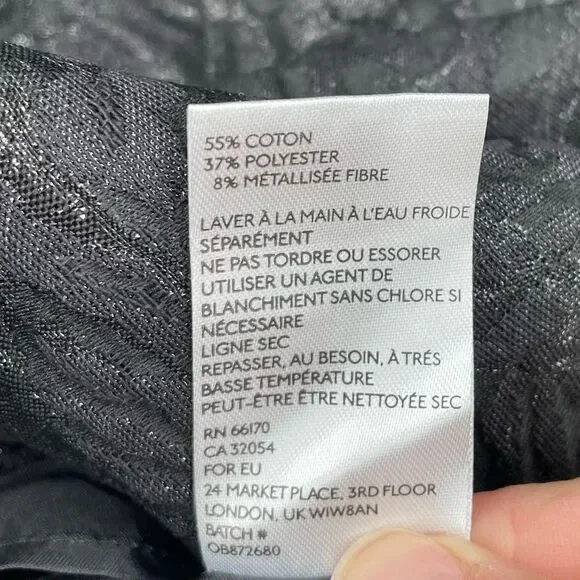 55% COTON
37% POLYESTER
8% MÉTALLISÉE FIBRE
LAVER À LA MAIN À L'EAU FROIDE
SÉPARÉMENT
NE PAS TORDRE OU ESSORER
UTILISER UN AGENT DE
BLANCHIMENT SANS CHLORE SI
NÉCESSAIRE
LIGNE SEC
REPASSER, AU BESOIN, À TRÉS
BASSE TEMPÉRATURE
PEUT-ÊTRE ÊTRE NETTOYÉE SEC
RN 66170
CA 32054
FOR EU
24 MARKET PLACE, 3RD FLOOR
LONDON, UK W1W8AN
BATCH #
OB872680